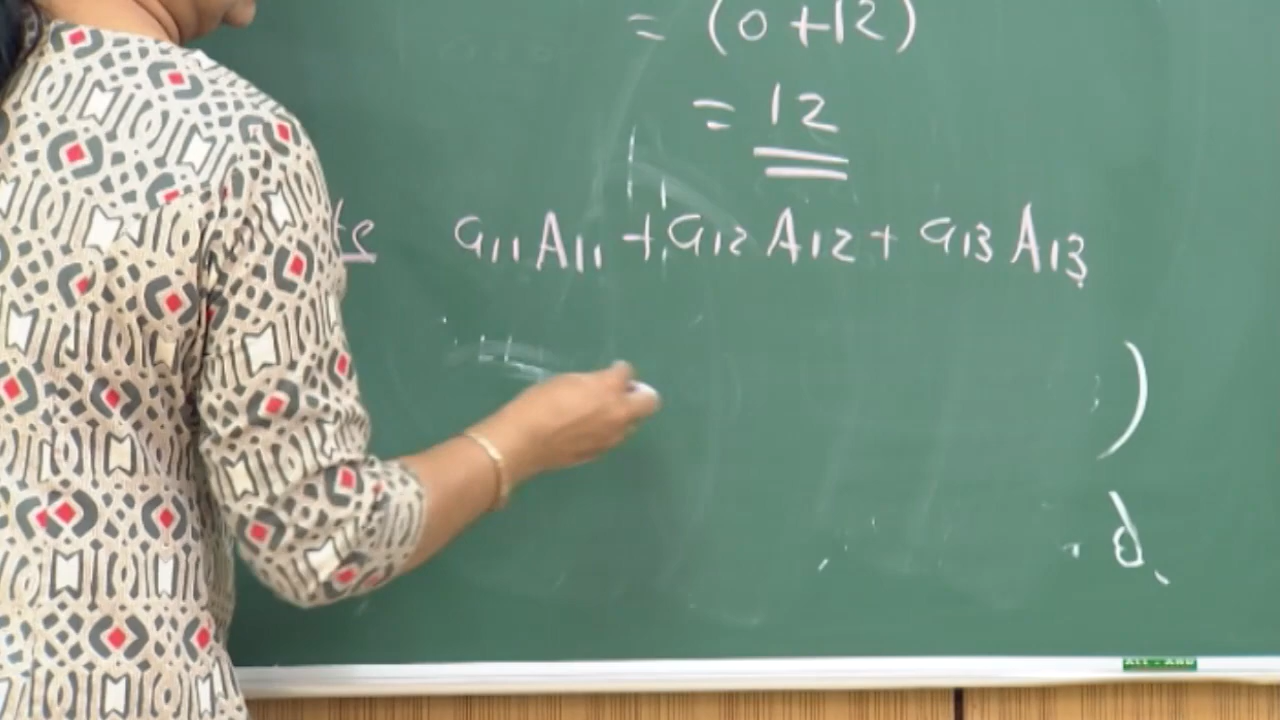 = (0 + 12)
= 12
a11 A11 + a12 A12 + a13 A13
)
d